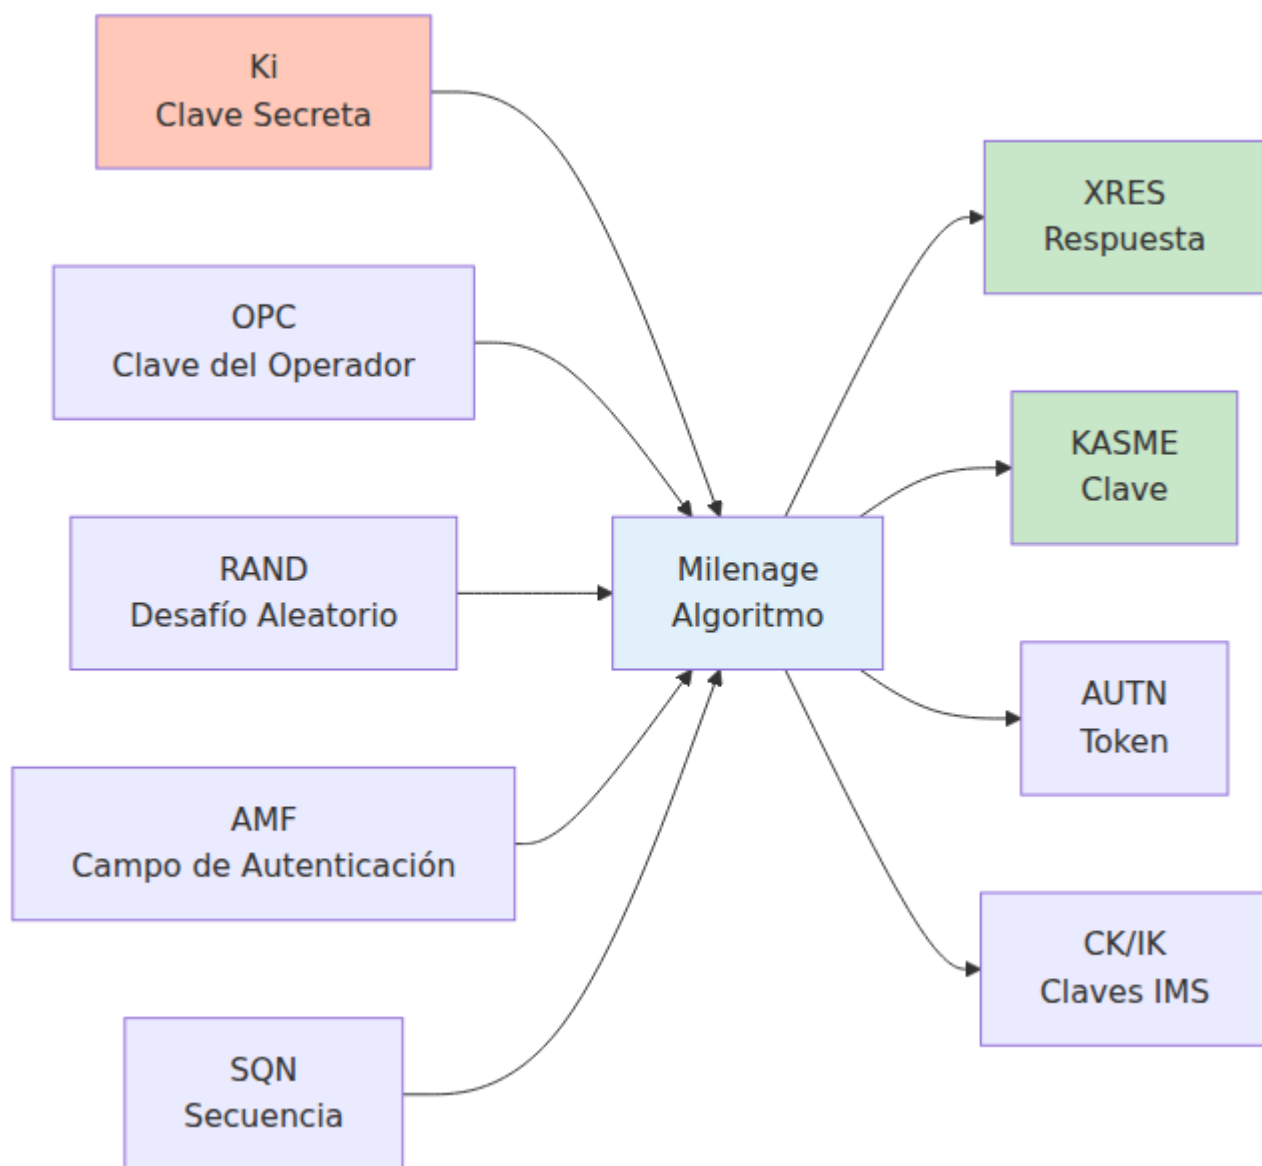 Ki
Clave Secreta
OPC
Clave del Operador
RAND
Desafío Aleatorio
AMF
Campo de Autenticación
SQN
Secuencia
Milenage
Algoritmo
XRES
Respuesta
KASME
Clave
AUTN
Token
CK/IK
Claves IMS